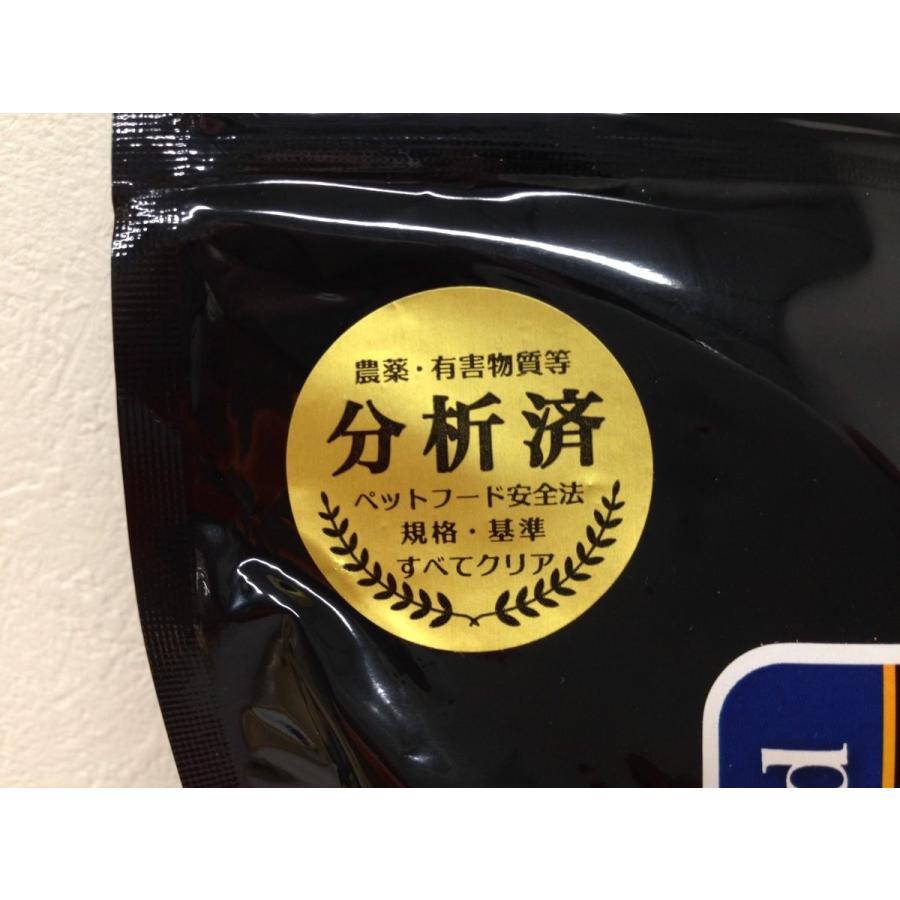 農薬・有害物質等
分析済
ペットフード安全法
規格・基準
すべてクリア
d